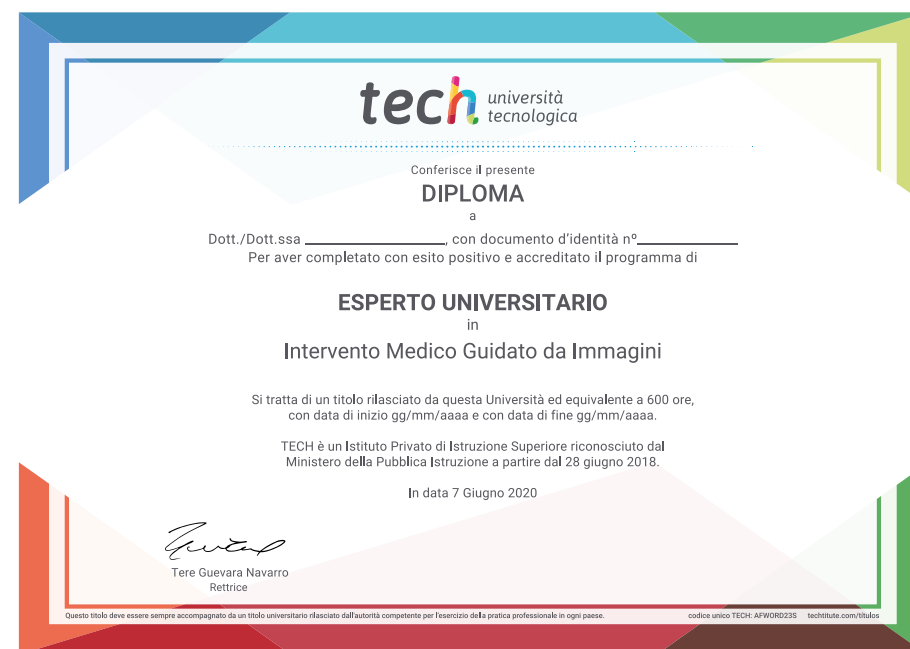 tech università
tecnologica
Conferisce il presente
DIPLOMA
a
Dott./Dott.ssa ____________________, con documento d'identità nº______________
Per aver completato con esito positivo e accreditato il programma di
ESPERTO UNIVERSITARIO
in
Intervento Medico Guidato da Immagini
Si tratta di un titolo rilasciato da questa Università ed equivalente a 600 ore,
con data di inizio gg/mm/aaaa e con data di fine gg/mm/aaaa.
TECH è un Istituto Privato di Istruzione Superiore riconosciuto dal
Ministero della Pubblica Istruzione a partire dal 28 giugno 2018.
In data 7 Giugno 2020
Tere Guevara Navarro
Rettrice
Questo titolo deve essere sempre accompagnato da un titolo universitario rilasciato dall'autorità competente per l'esercizio della pratica professionale in ogni paese. codice unico TECH: AFWORD23S techtitute.com/titulos